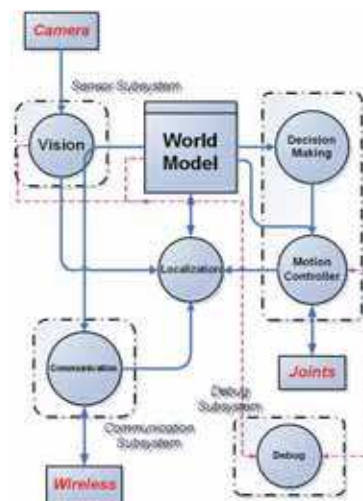 Camera
Sensor Subsystem
Vision
World
Model
Decision
Making
Localization
Motion
Controller
Communication
Debug
Subsystem
Joints
Communication
Subsystem
Wireless
Debug